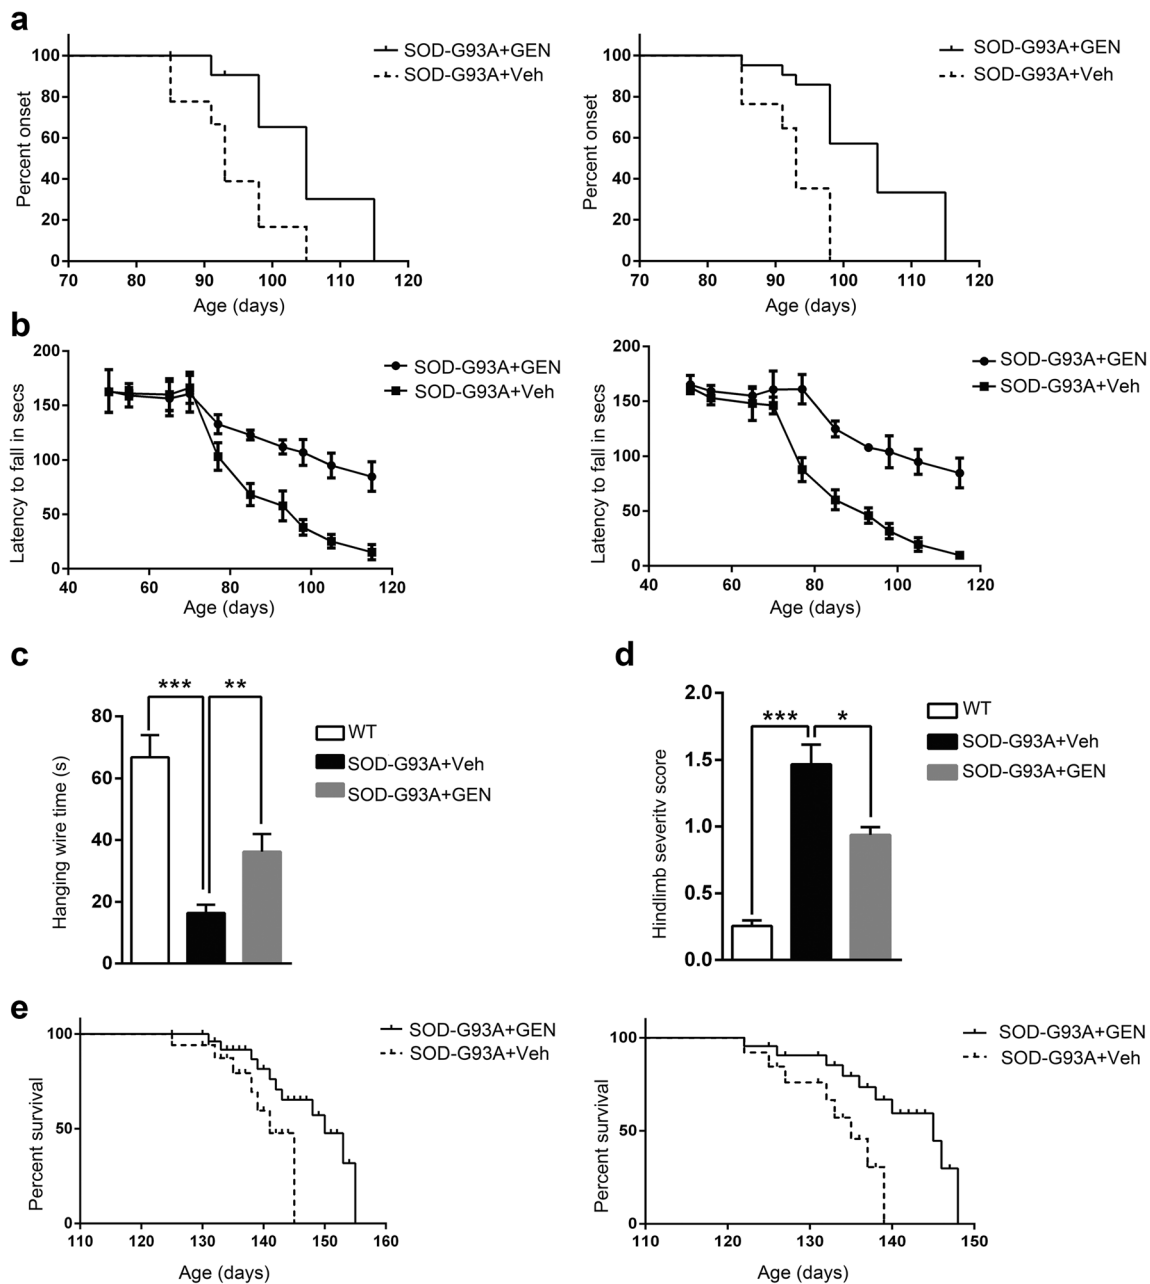 a
100
80
60
40
20
0
Percent onset
70 80 90 100 110 120
Age (days)
SOD-G93A+GEN
SOD-G93A+Veh
100
80
60
40
20
0
Percent onset
70 80 90 100 110 120
Age (days)
SOD-G93A+GEN
SOD-G93A+Veh
b
200
150
100
50
0
Latency to fall in secs
40 60 80 100 120
Age (days)
SOD-G93A+GEN
SOD-G93A+Veh
200
150
100
50
0
Latency to fall in secs
40 60 80 100 120
Age (days)
SOD-G93A+GEN
SOD-G93A+Veh
c
*** **
80
60
40
20
0
Hanging wire time (s)
WT
SOD-G93A+Veh
SOD-G93A+GEN
d
*** *
2.0
1.5
1.0
0.5
0.0
Hindlimb severity score
WT
SOD-G93A+Veh
SOD-G93A+GEN
e
100
50
0
Percent survival
110 120 130 140 150 160
Age (days)
SOD-G93A+GEN
SOD-G93A+Veh
100
50
0
Percent survival
110 120 130 140 150
Age (days)
SOD-G93A+GEN
SOD-G93A+Veh